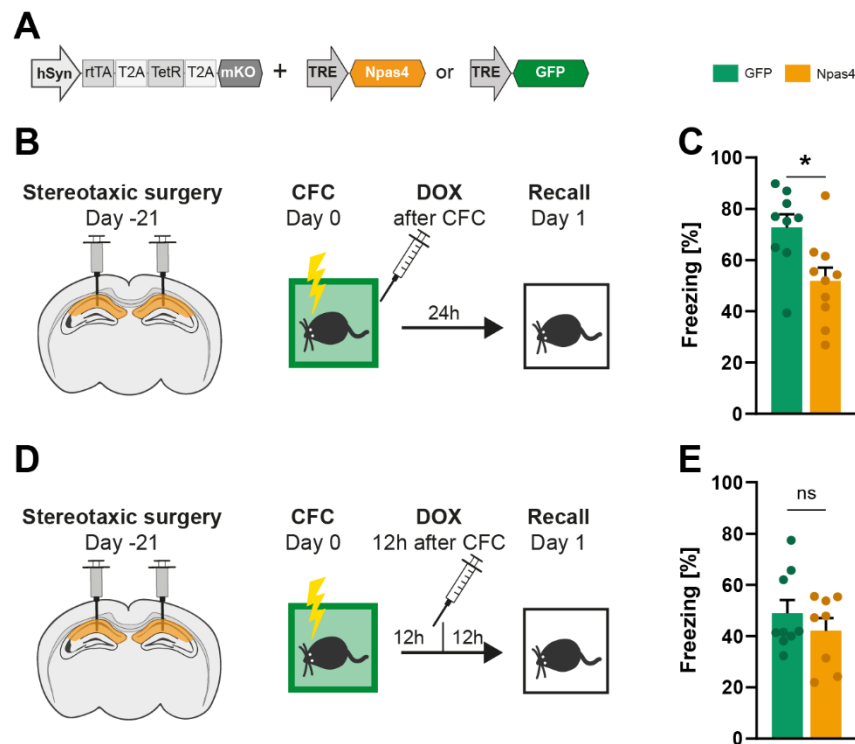 A
hSyn rtTA T2A TetR T2A mKO + TRE Npas4 or TRE GFP
GFP Npas4
B
Stereotaxic surgery
Day -21
CFC
Day 0
DOX
after CFC
Recall
Day 1
24h
C
Freezing [%]
100
80
60
40
20
0
*
D
Stereotaxic surgery
Day -21
CFC
Day 0
DOX
12h after CFC
Recall
Day 1
12h 12h
E
Freezing [%]
100
80
60
40
20
0
ns